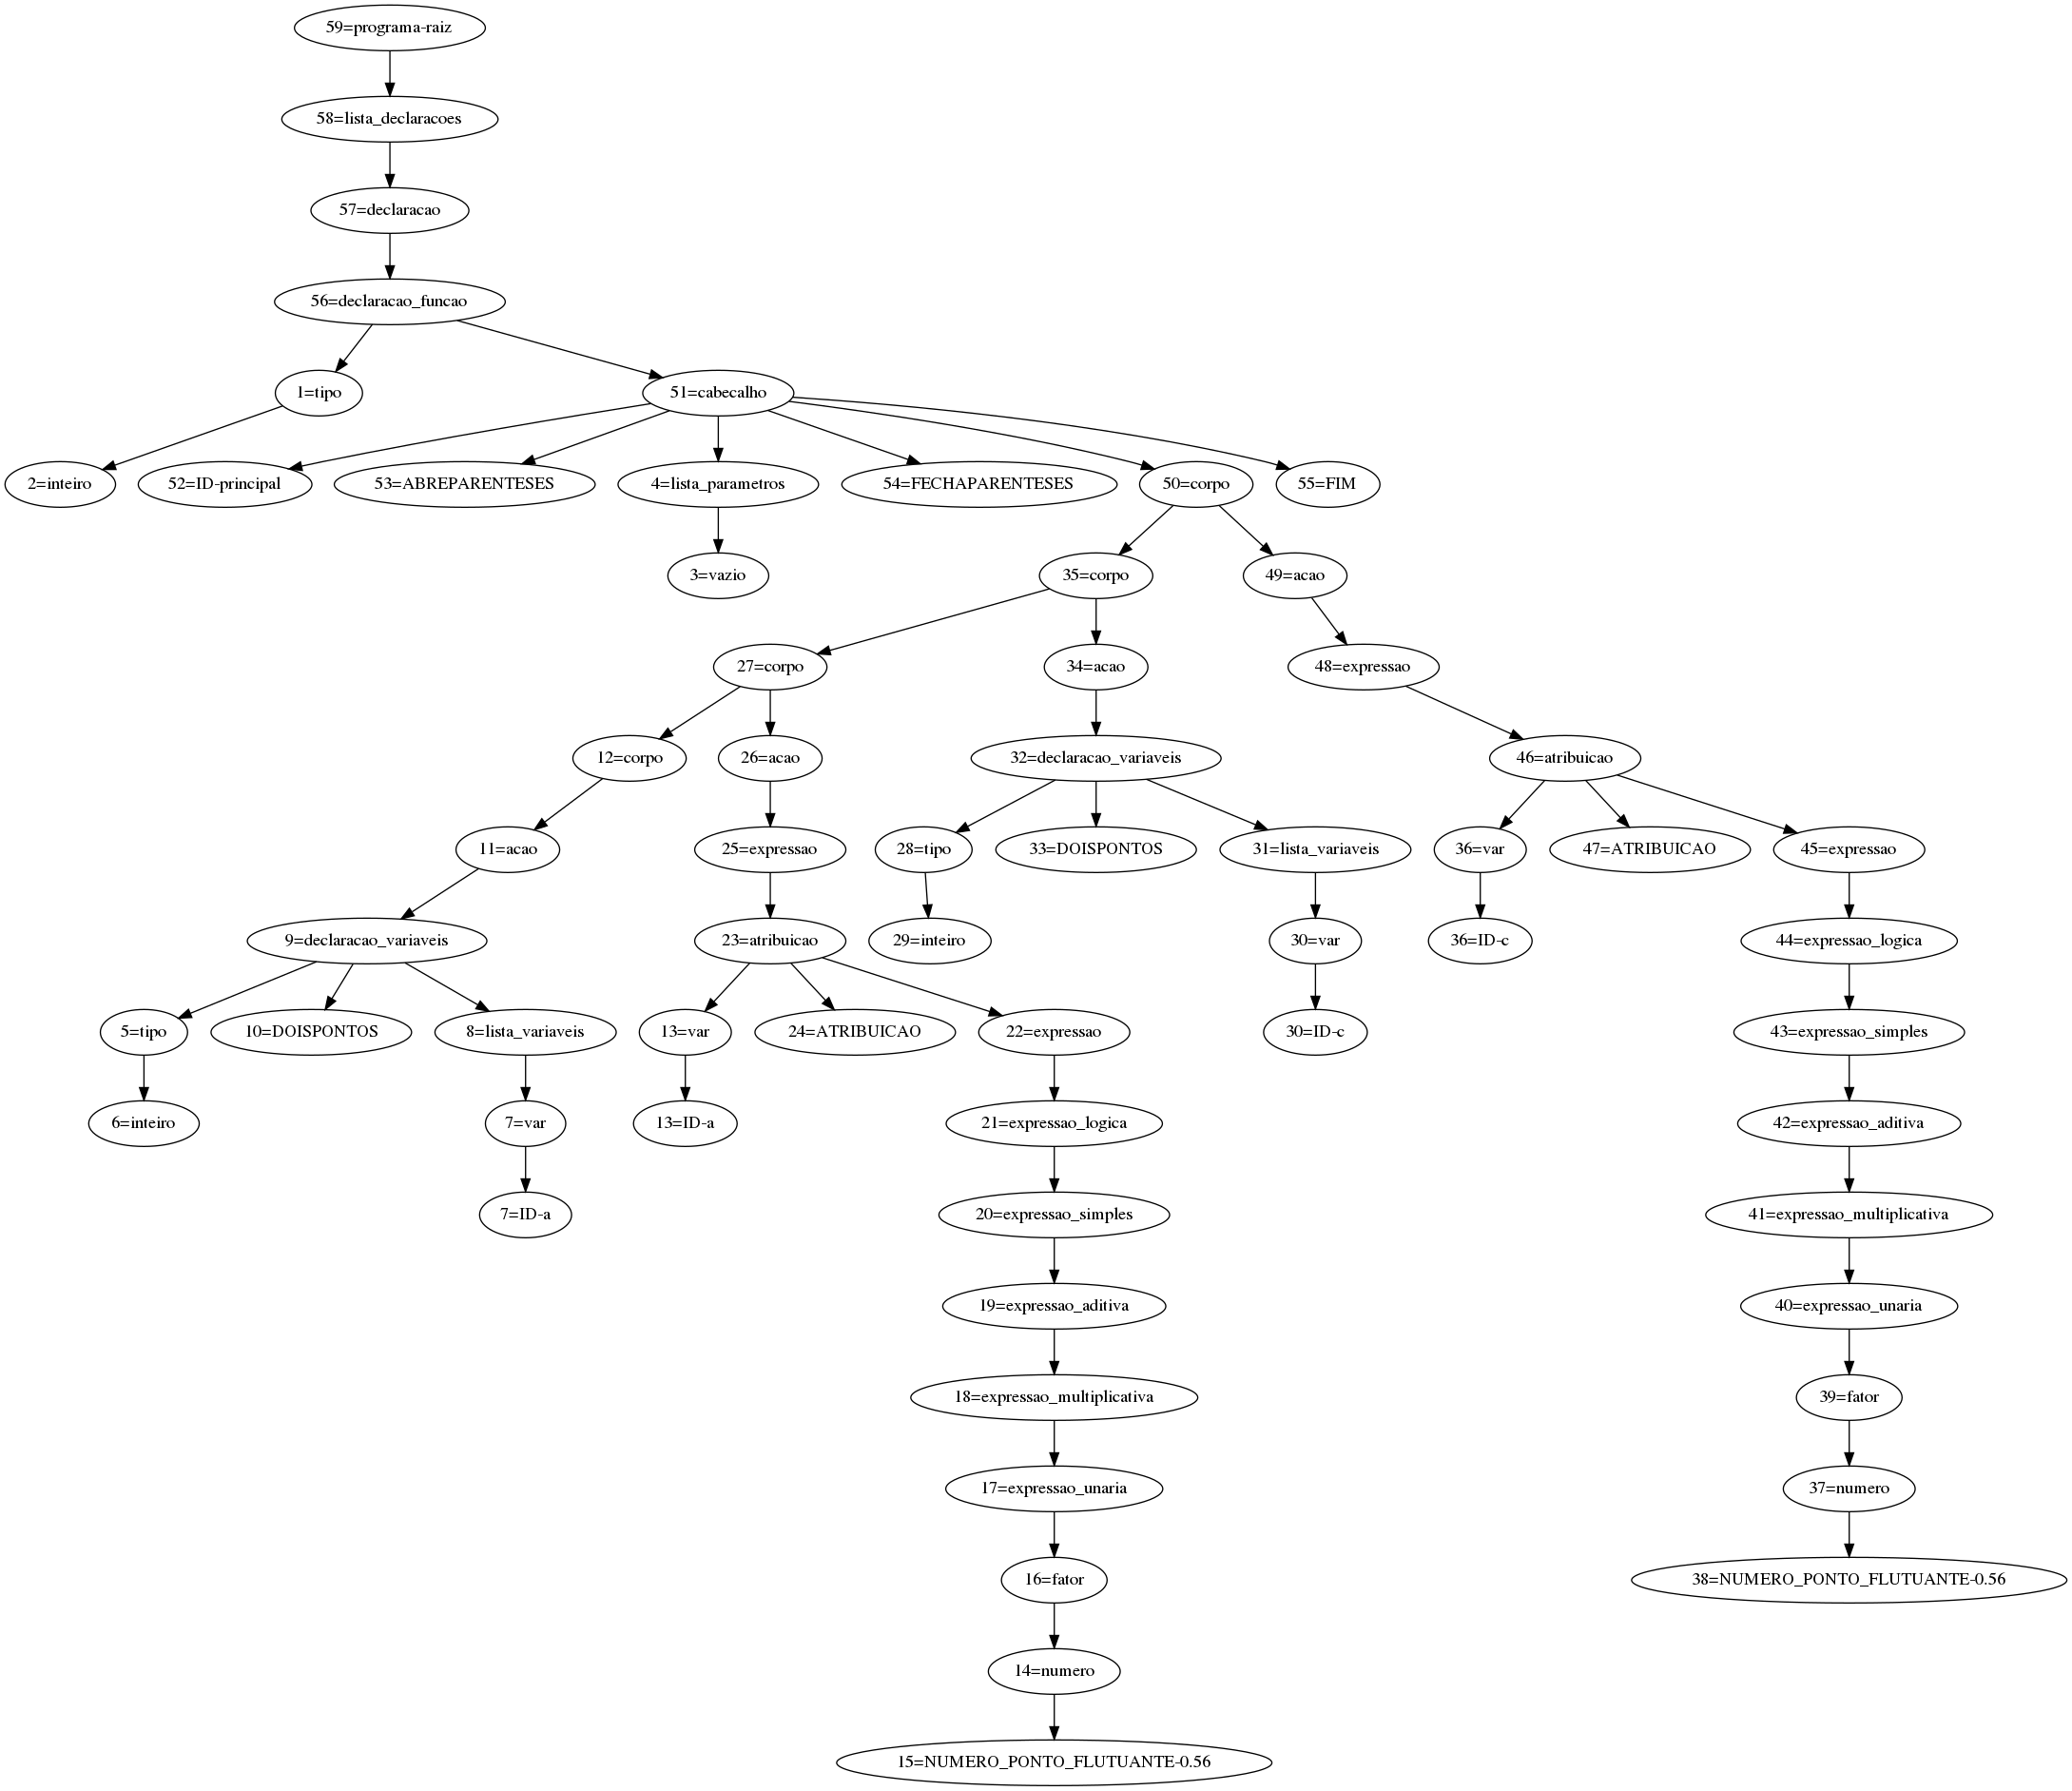 59=programa-raiz
58=lista_declaracoes
57=declaracao
56=declaracao_funcao
1=tipo
51=cabecalho
2=inteiro
52=ID-principal
53=ABREPARENTESES
4=lista_parametros
54=FECHAPARENTESES
50=corpo
55=FIM
3=vazio
35=corpo
49=acao
27=corpo
34=acao
48=expressao
12=corpo
26=acao
32=declaracao_variaveis
46=atribuicao
11=acao
25=expressao
28=tipo
33=DOISPONTOS
31=lista_variaveis
36=var
47=ATRIBUICAO
45=expressao
9=declaracao_variaveis
23=atribuicao
29=inteiro
30=var
36=ID-c
44=expressao_logica
5=tipo
10=DOISPONTOS
8=lista_variaveis
13=var
24=ATRIBUICAO
22=expressao
30=ID-c
43=expressao_simples
6=inteiro
7=var
13=ID-a
21=expressao_logica
42=expressao_aditiva
7=ID-a
20=expressao_simples
41=expressao_multiplicativa
19=expressao_aditiva
40=expressao_unaria
18=expressao_multiplicativa
39=fator
17=expressao_unaria
37=numero
16=fator
38=NUMERO_PONTO_FLUTUANTE-0.56
14=numero
15=NUMERO_PONTO_FLUTUANTE-0.56